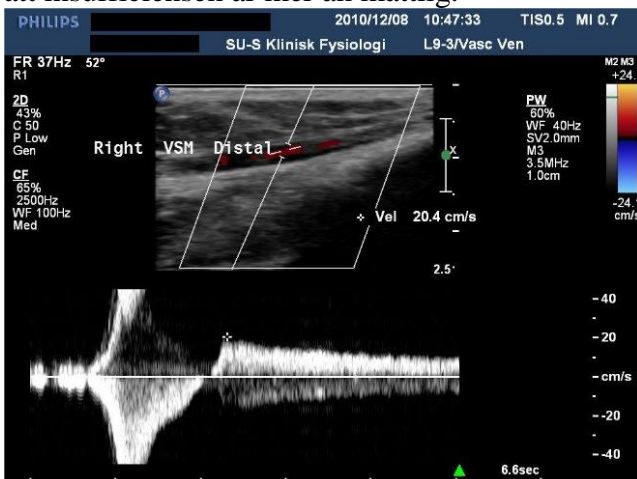 att insufficiensen är mer än måttlig.
PHILIPS 2010/12/08 10:47:33 TIS0.5 MI 0.7
SU-S Klinisk Fysiologi L9-3/Vasc Ven
FR 37Hz 52°
R1
M2 M3
+24.
2D
43%
C 50
P Low
Gen
CF
65%
2500Hz
WF 100Hz
Med
P
Right VSM Distal
x
PW
60%
WF 40Hz
SV2.0mm
M3
3.5MHz
1.0cm
-24.
cm/s
Vel 20.4 cm/s
2.5
-40
-20
-cm/s
--20
--40
6.6sec